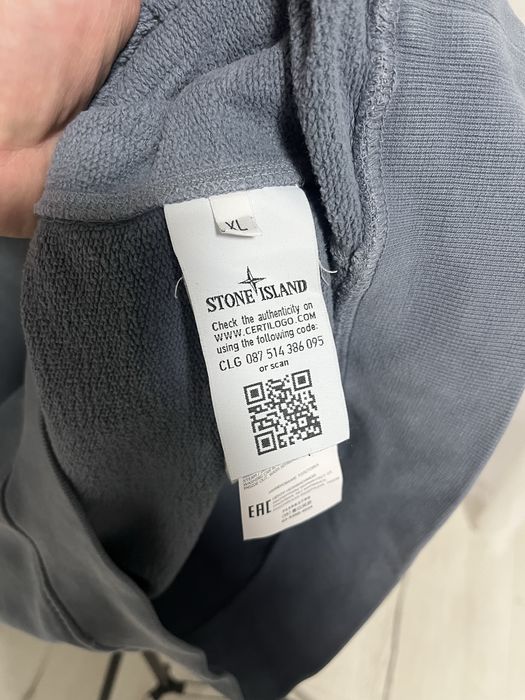 XL
STONE ISLAND
Check the authenticity on
WWW.CERTILOGO.COM
using the following code:
CLG 087 514 386 095
or scan
EAC